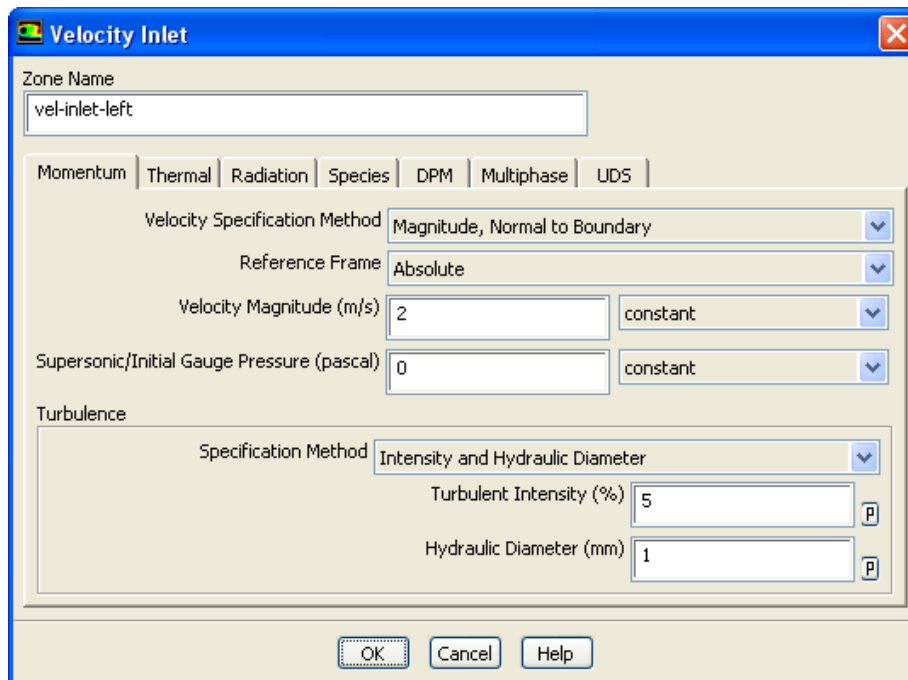 Velocity Inlet
Zone Name
vel-inlet-left
Momentum Thermal Radiation Species DPM Multiphase UDS
Velocity Specification Method Magnitude, Normal to Boundary
Reference Frame Absolute
Velocity Magnitude (m/s) 2 constant
Supersonic/Initial Gauge Pressure (pascal) 0 constant
Turbulence
Specification Method Intensity and Hydraulic Diameter
Turbulent Intensity (%) 5 P
Hydraulic Diameter (mm) 1 P
OK Cancel Help